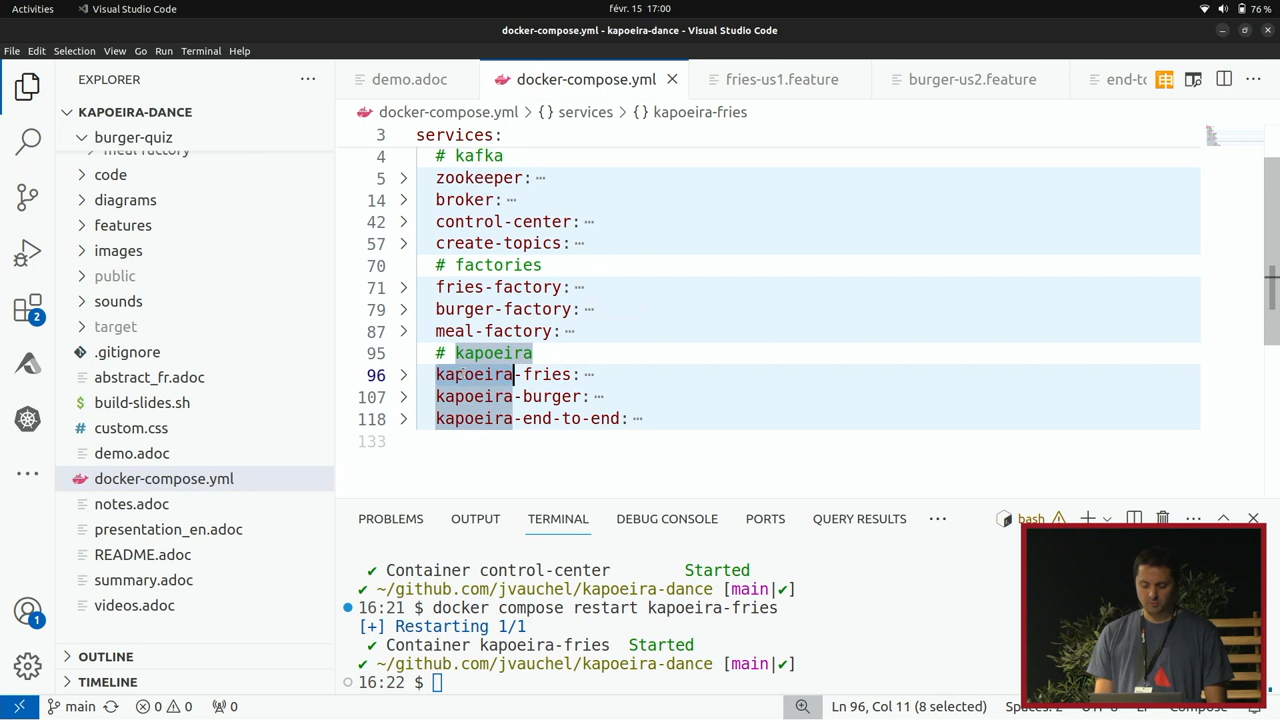 Activities
Visual Studio Code
févr. 15 17:00
76 %
docker-compose.yml - kapoeira-dance - Visual Studio Code
File Edit Selection View Go Run Terminal Help
EXPLORER
demo.adoc
docker-compose.yml
fries-us1.feature
burger-us2.feature
KAPOEIRA-DANCE
docker-compose.yml > {} services > {} kapoeira-fries
burger-quiz
meal-factory
code
diagrams
features
images
public
sounds
target
.gitignore
abstract_fr.adoc
build-slides.sh
custom.css
demo.adoc
docker-compose.yml
notes.adoc
presentation_en.adoc
README.adoc
summary.adoc
videos.adoc
OUTLINE
TIMELINE
3 services:
4 # kafka
5 zookeeper: ⋯
14 broker: ⋯
42 control-center: ⋯
57 create-topics: ⋯
70 # factories
71 fries-factory: ⋯
79 burger-factory: ⋯
87 meal-factory: ⋯
95 # kapoeira
96 kapoeira-fries: ⋯
107 kapoeira-burger: ⋯
118 kapoeira-end-to-end: ⋯
133
PROBLEMS OUTPUT TERMINAL DEBUG CONSOLE PORTS QUERY RESULTS
bash
✔ Container control-center Started
✔ ~/github.com/jvauchel/kapoeira-dance [main|✔]
16:21 $ docker compose restart kapoeira-fries
[+] Restarting 1/1
✔ Container kapoeira-fries Started
✔ ~/github.com/jvauchel/kapoeira-dance [main|✔]
16:22 $
2
1
main
0 0
0
Ln 96, Col 11 (8 selected)